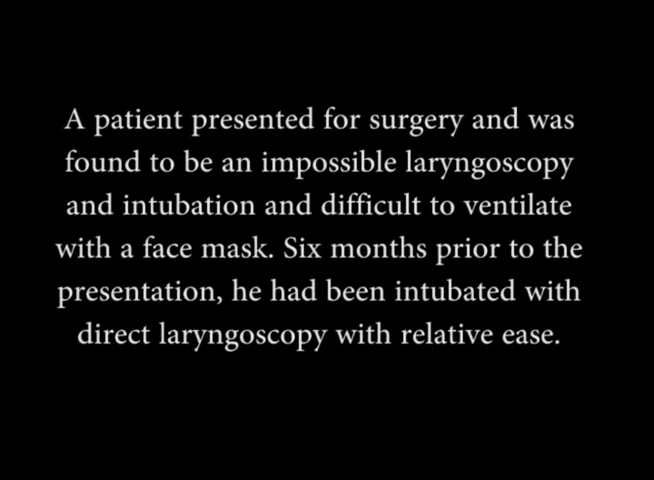 A patient presented for surgery and was
found to be an impossible laryngoscopy
and intubation and difficult to ventilate
with a face mask. Six months prior to the
presentation, he had been intubated with
direct laryngoscopy with relative ease.